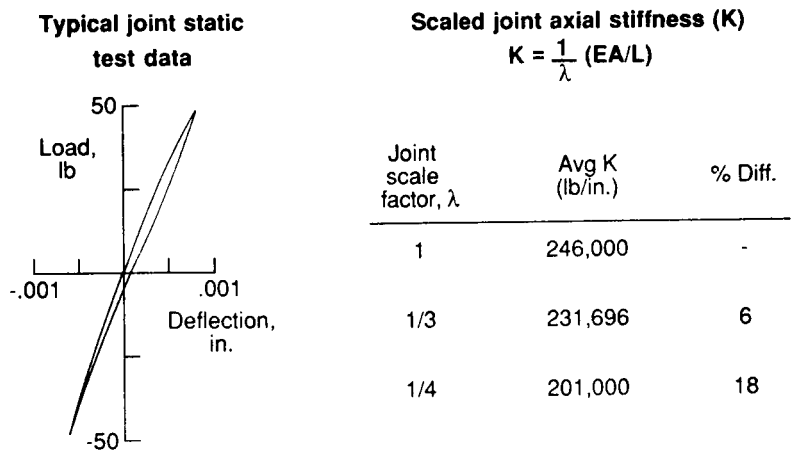 Typical joint static
test data
50
Load,
lb
-.001
.001
Deflection,
in.
-50
Scaled joint axial stiffness (K)
K = 1/λ (EA/L)
Joint
scale
factor, λ
Avg K
(lb/in.)
% Diff.
1
246,000
-
1/3
231,696
6
1/4
201,000
18